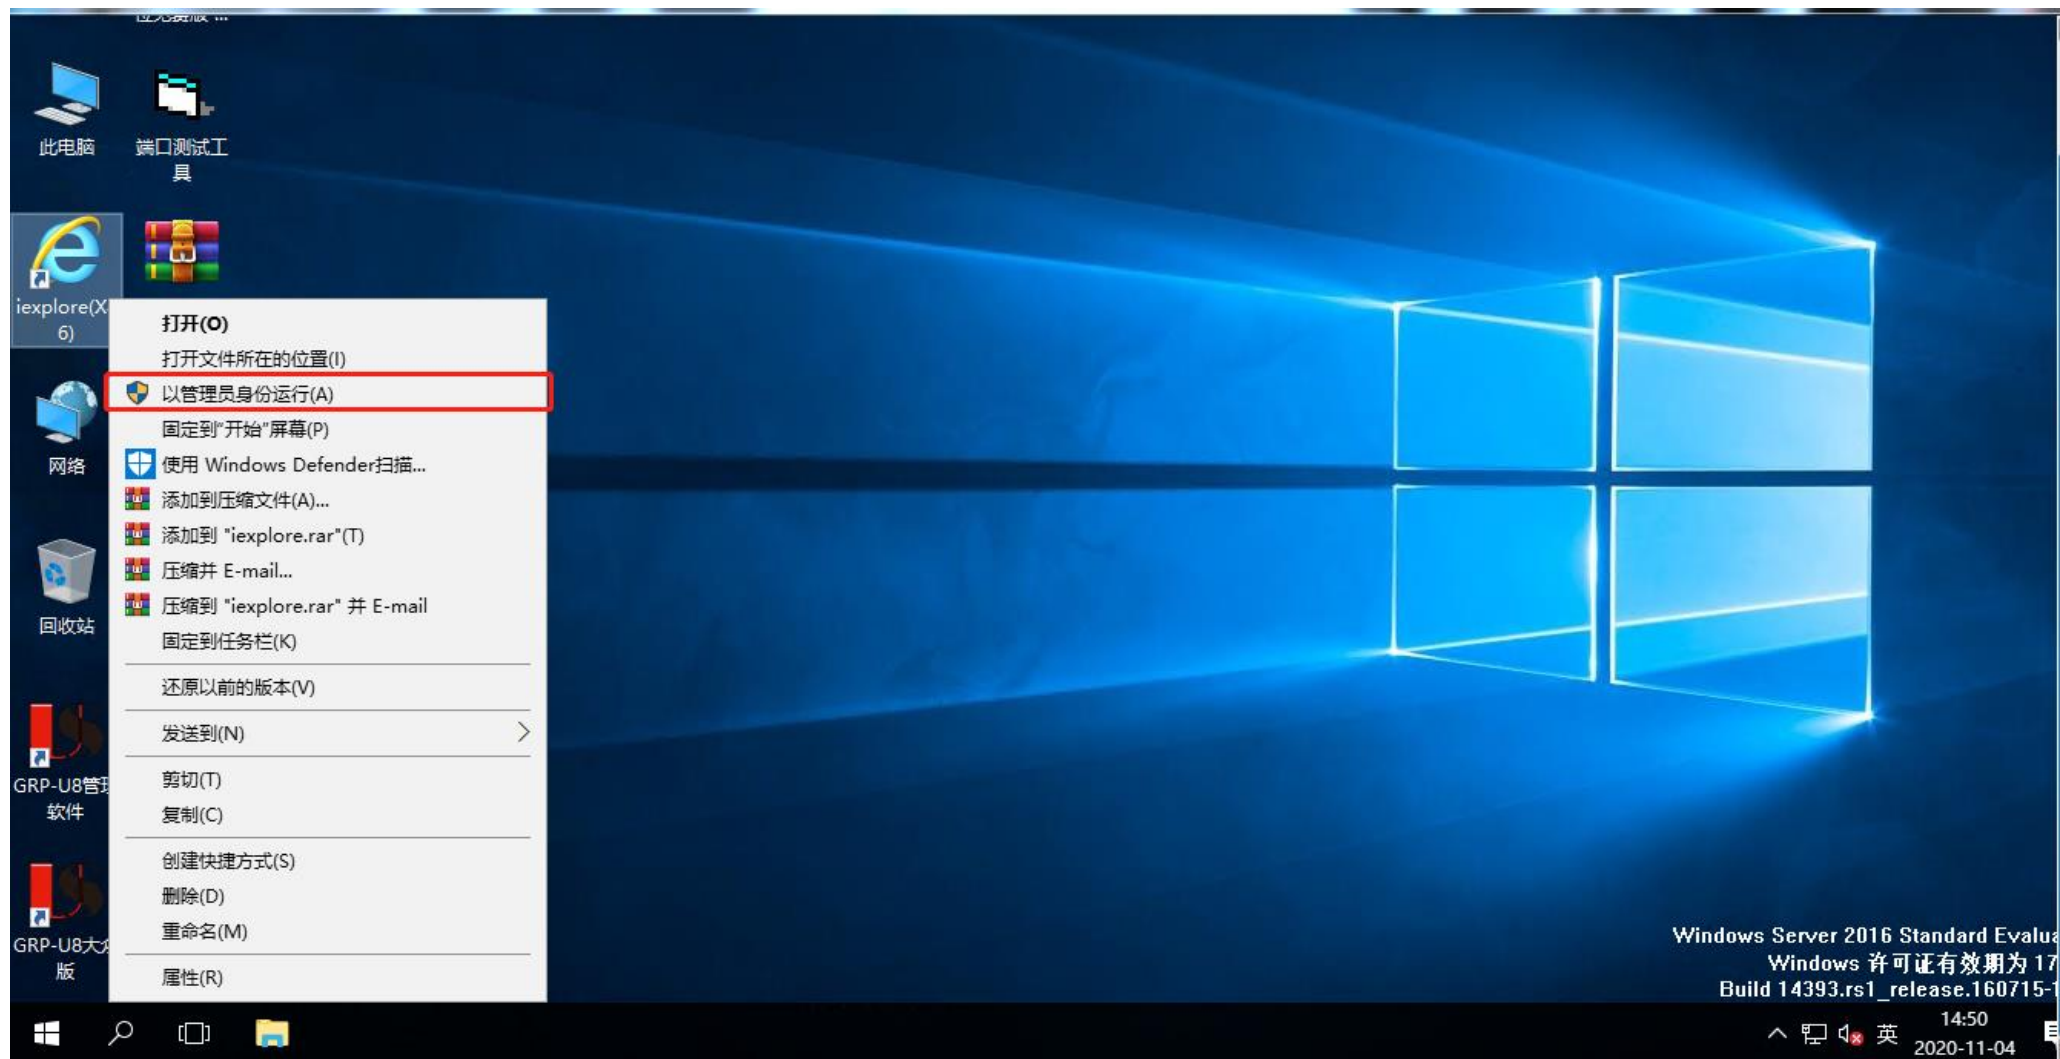 此电脑
端口测试工
具
iexplore(X
6)
网络
回收站
GRP-U8管理
软件
GRP-U8大众
版
打开(O)
打开文件所在的位置(I)
以管理员身份运行(A)
固定到"开始"屏幕(P)
使用 Windows Defender扫描...
添加到压缩文件(A)...
添加到 "iexplore.rar"(T)
压缩并 E-mail...
压缩到 "iexplore.rar" 并 E-mail
固定到任务栏(K)
还原以前的版本(V)
发送到(N)
剪切(T)
复制(C)
创建快捷方式(S)
删除(D)
重命名(M)
属性(R)
Windows Server 2016 Standard Evalua
Windows 许可证有效期为 17
Build 14393.rs1_release.160715-1
英
14:50
2020-11-04